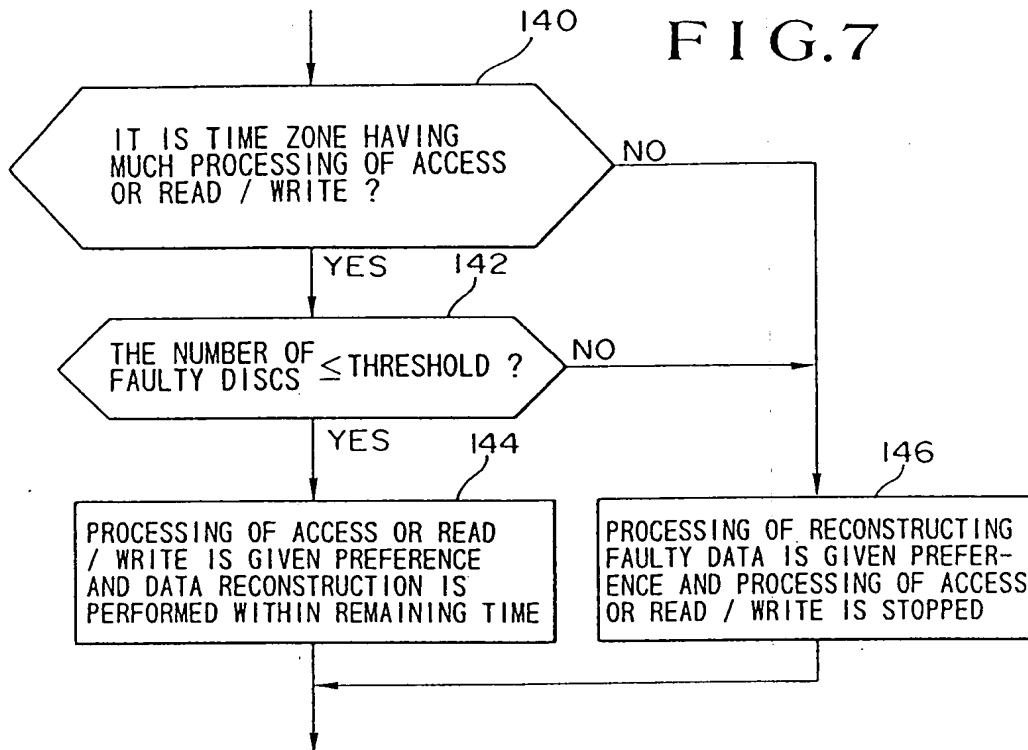 140
FIG.7
IT IS TIME ZONE HAVING
MUCH PROCESSING OF ACCESS
OR READ / WRITE ?
NO
YES
142
THE NUMBER OF
FAULTY DISCS ≤ THRESHOLD ?
NO
YES
144
PROCESSING OF ACCESS OR READ
/ WRITE IS GIVEN PREFERENCE
AND DATA RECONSTRUCTION IS
PERFORMED WITHIN REMAINING TIME
146
PROCESSING OF RECONSTRUCTING
FAULTY DATA IS GIVEN PREFER-
ENCE AND PROCESSING OF ACCESS
OR READ / WRITE IS STOPPED